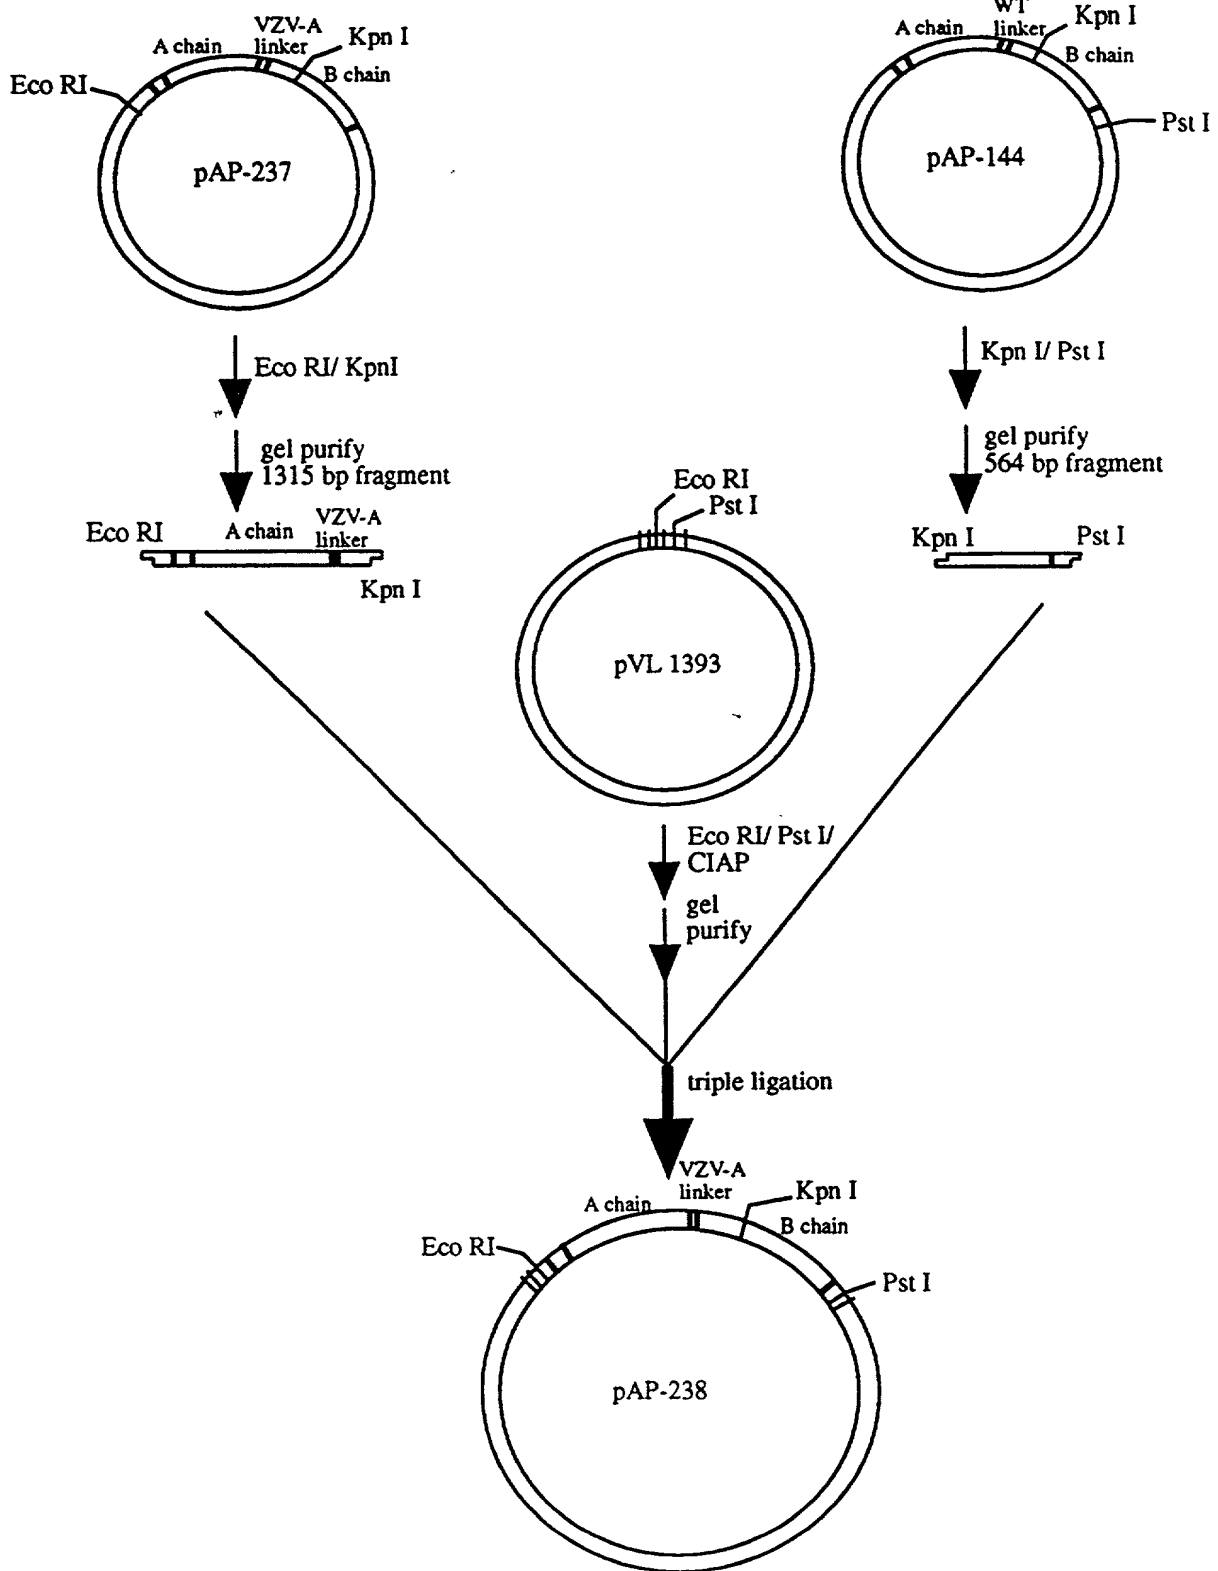 A chain
VZV-A
linker
Kpn I
B chain
Eco RI
pAP-237
A chain
WT
linker
Kpn I
B chain
Pst I
pAP-144
Eco RI/ KpnI
gel purify
1315 bp fragment
Kpn I/ Pst I
gel purify
564 bp fragment
Eco RI
A chain
VZV-A
linker
Kpn I
Eco RI
Pst I
Kpn I
Pst I
pVL 1393
Eco RI/ Pst I/
CIAP
gel
purify
triple ligation
A chain
VZV-A
linker
Kpn I
B chain
Eco RI
Pst I
pAP-238